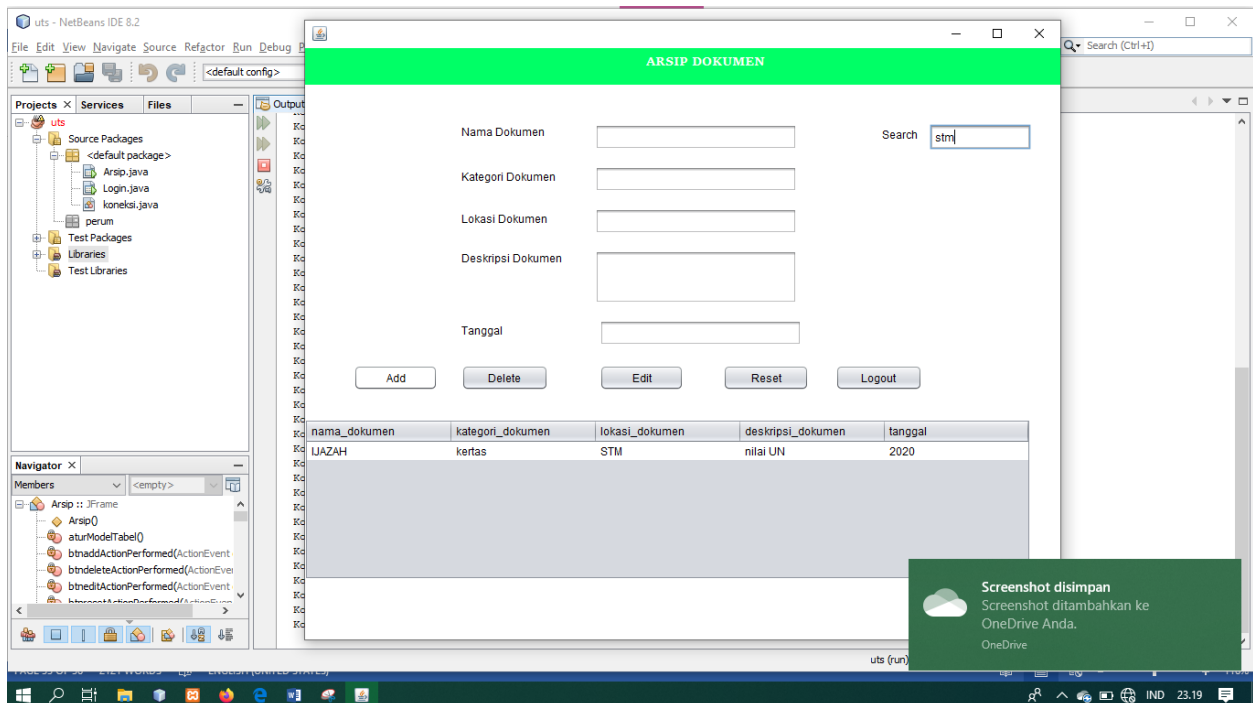 uts - NetBeans IDE 8.2
File Edit View Navigate Source Refactor Run Debug P
Search (Ctrl+I)
<default config>
ARSIP DOKUMEN
Projects Services Files
Output
uts
Source Packages
<default package>
Arsip.java
Login.java
koneksi.java
perum
Test Packages
Libraries
Test Libraries
Nama Dokumen
Search stm
Kategori Dokumen
Lokasi Dokumen
Deskripsi Dokumen
Tanggal
Add Delete Edit Reset Logout
nama_dokumen kategori_dokumen lokasi_dokumen deskripsi_dokumen tanggal
IJAZAH kertas STM nilai UN 2020
Navigator
Members <empty>
Arsip :: JFrame
Arsip()
aturModelTabel()
btnaddActionPerformed(ActionEvent
btndeleteActionPerformed(ActionEve
btneditActionPerformed(ActionEvent
Screenshot disimpan
Screenshot ditambahkan ke
OneDrive Anda.
OneDrive
uts (run)
IND 23.19